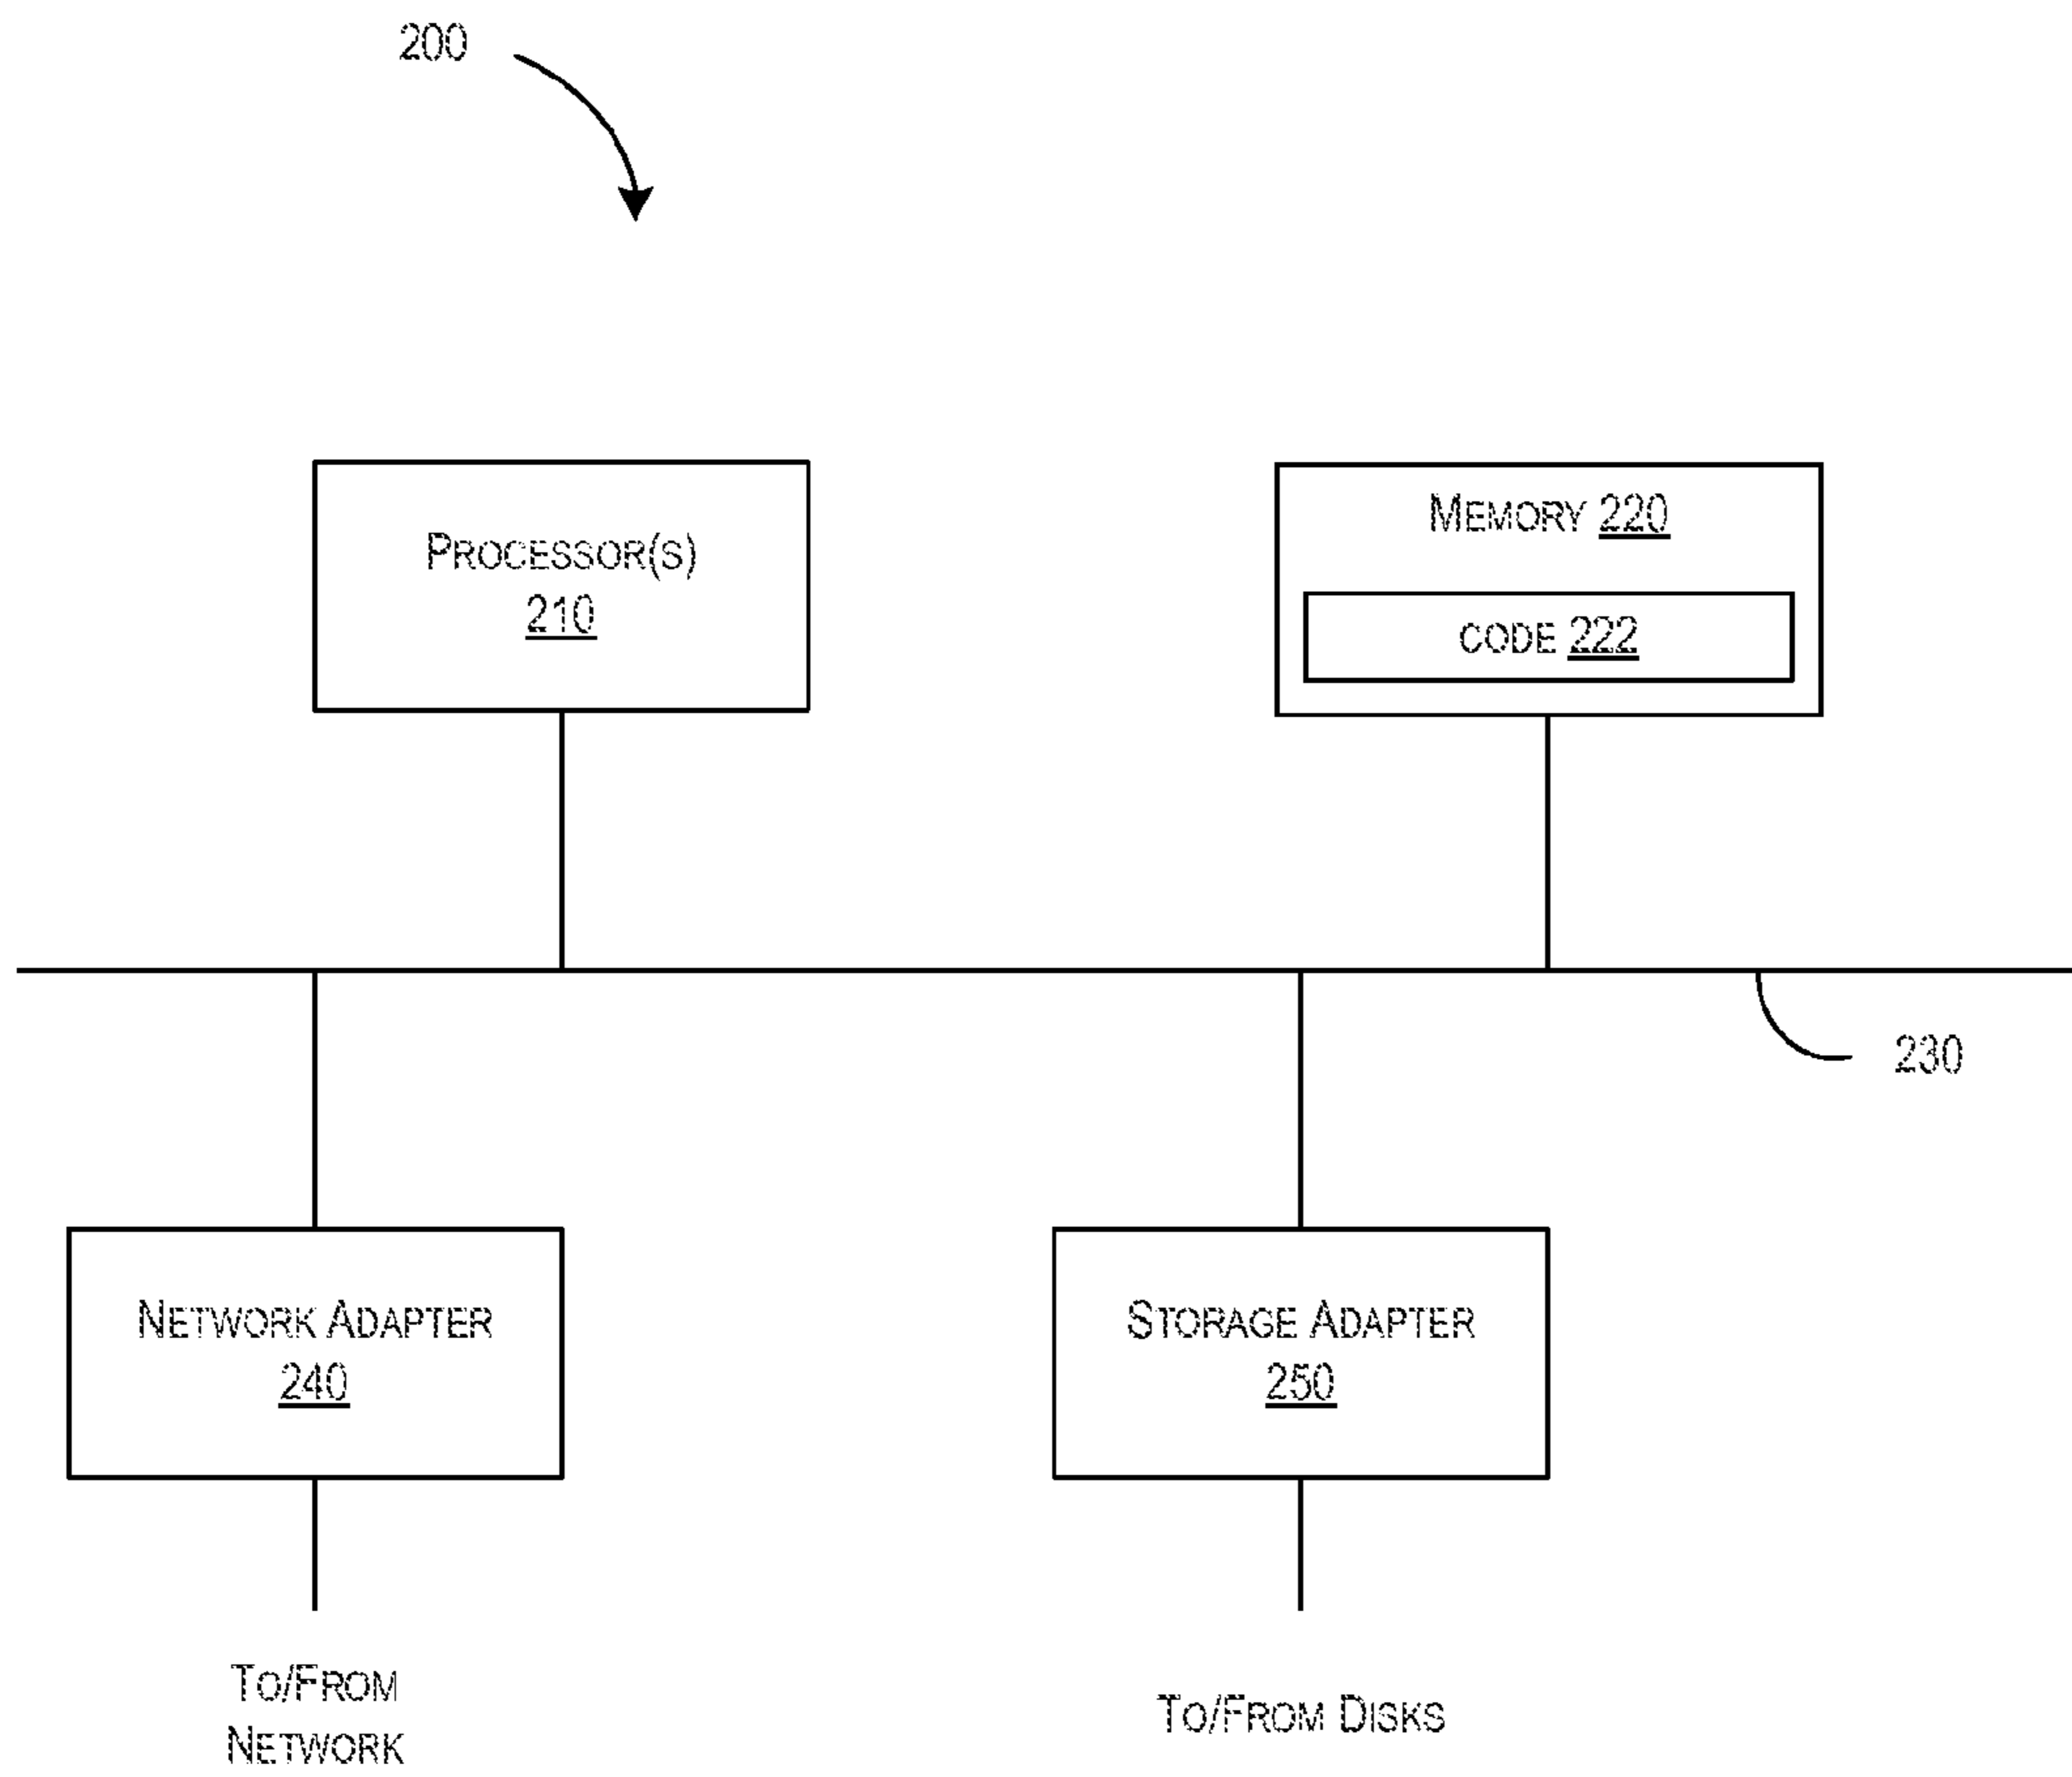 200
Processor(s)
210
Memory 220
code 222
230
Network Adapter
240
Storage Adapter
250
To/From
Network
To/From Disks